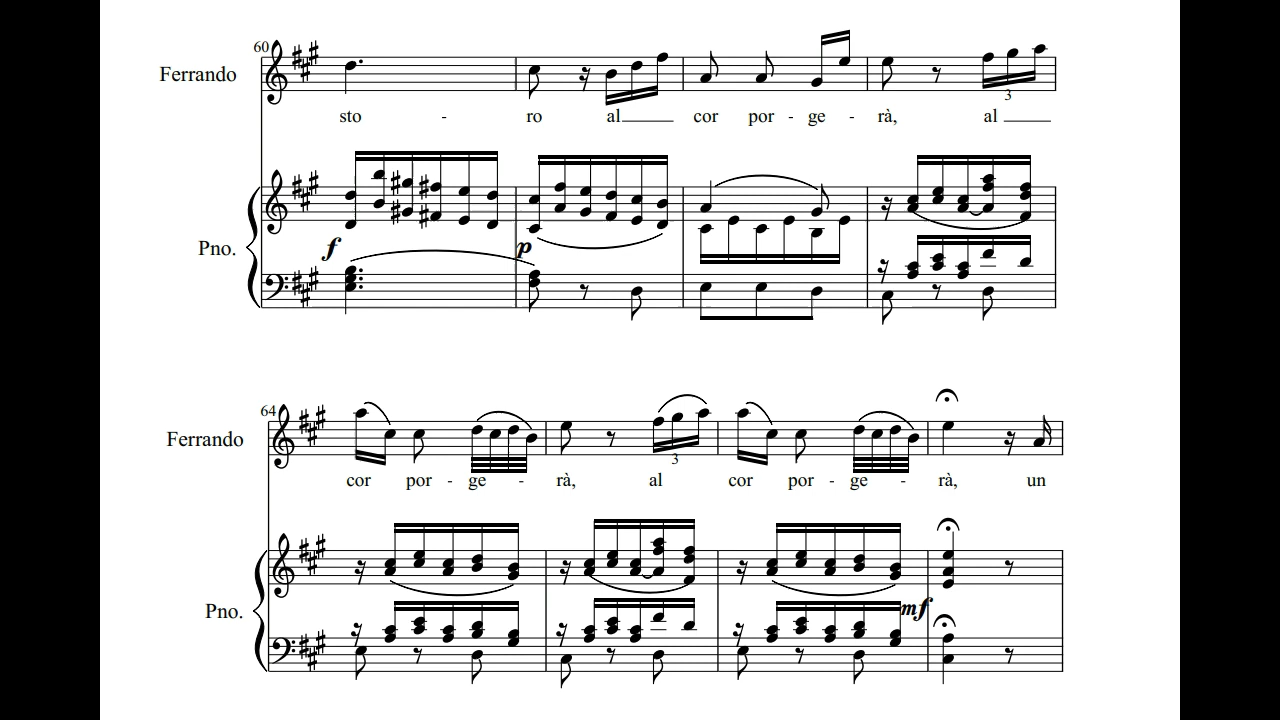 60
Ferrando
sto - ro al cor por - ge - rà, al
3
Pno.
f p
64
Ferrando
3
cor por - ge - rà, al cor por - ge - rà, un
Pno.
mf